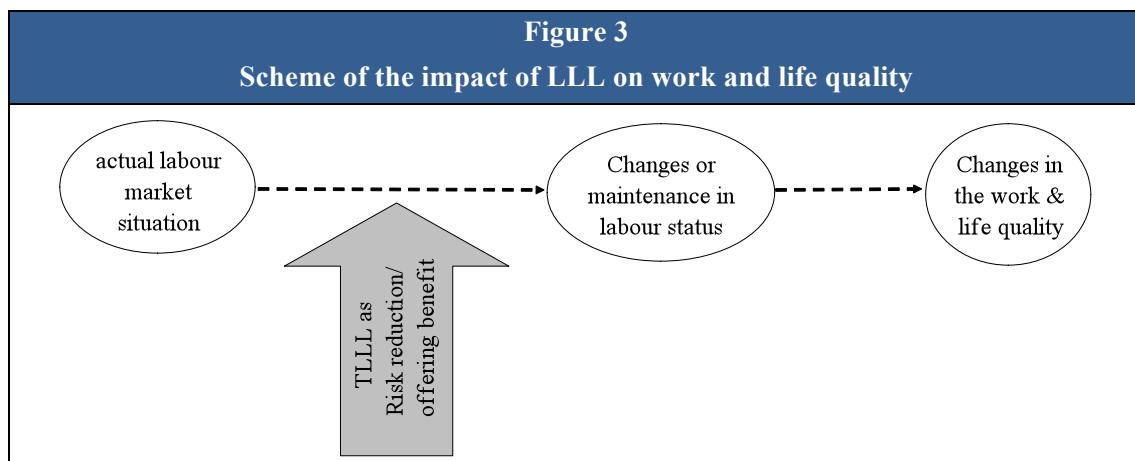 Figure 3
Scheme of the impact of LLL on work and life quality
actual labour
market
situation
Changes or
maintenance in
labour status
Changes in
the work &
life quality
TLLL as
Risk reduction/
offering benefit